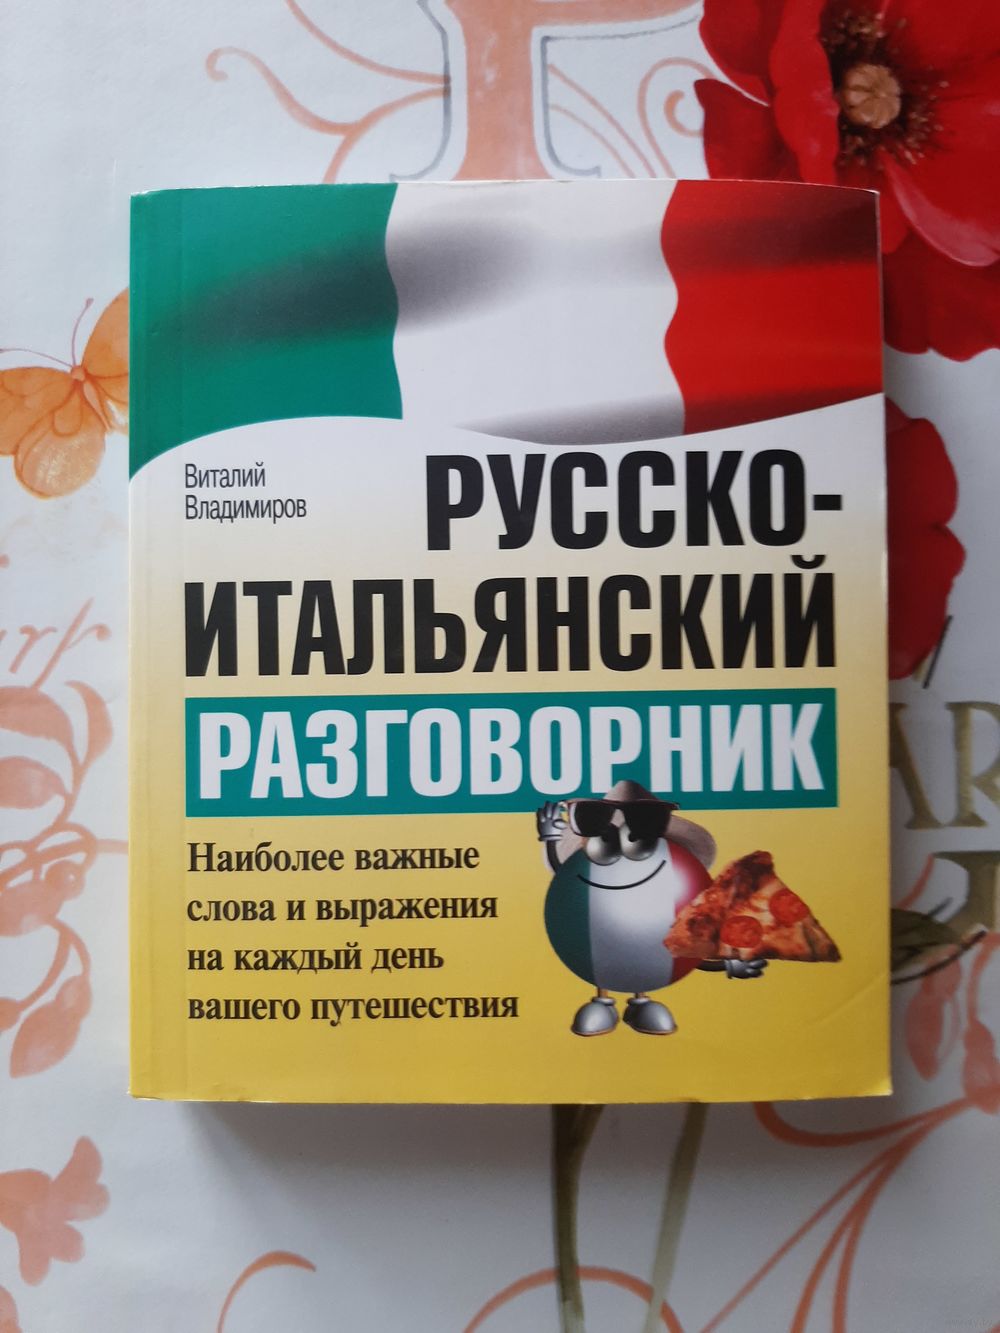 Виталий
Владимиров
РУССКО-
ИТАЛЬЯНСКИЙ
РАЗГОВОРНИК
Наиболее важные
слова и выражения
на каждый день
вашего путешествия